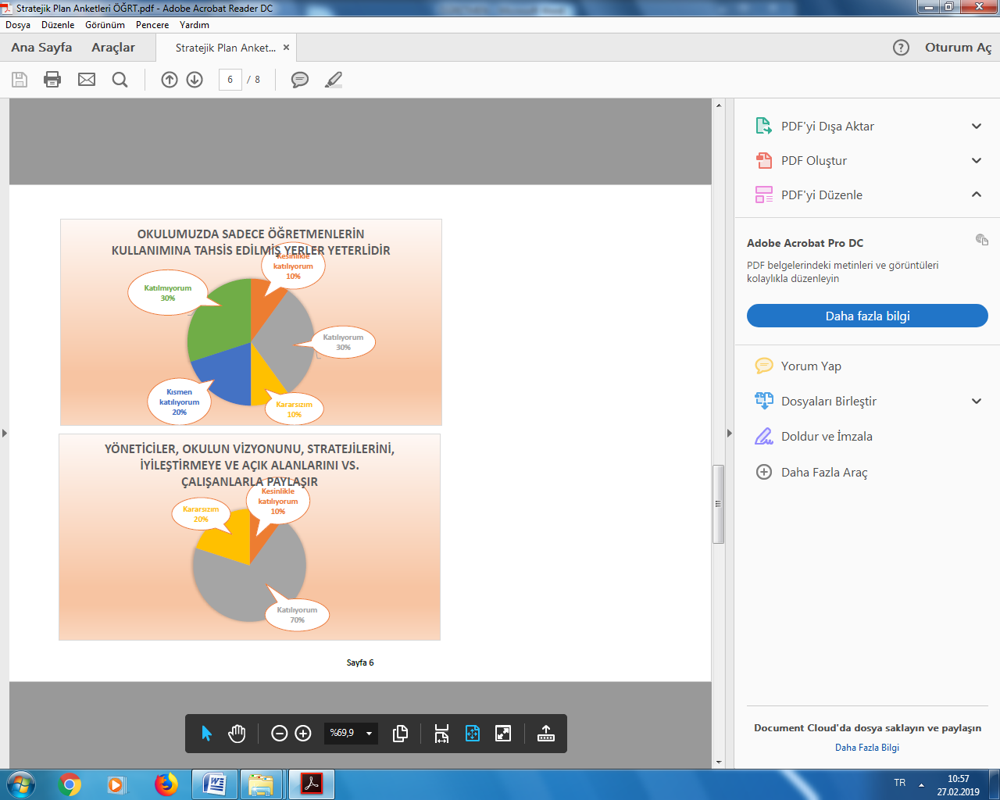 Stratejik Plan Anketleri ÖĞRT.pdf - Adobe Acrobat Reader DC
Dosya Düzenle Görünüm Pencere Yardım
Ana Sayfa Araçlar Stratejik Plan Anket... × Oturum Aç
6 / 8
OKULUMUZDA SADECE ÖĞRETMENLERİN
KULLANIMINA TAHSİS EDİLMİŞ YERLER YETERLİDİR
Kesinlikle
katılıyorum
10%
Katılmıyorum
30%
Katılıyorum
30%
Kısmen
katılıyorum
20%
Kararsızım
10%
YÖNETİCİLER, OKULUN VİZYONUNU, STRATEJİLERİNİ,
İYİLEŞTİRMEYE VE AÇIK ALANLARINI VS.
ÇALIŞANLARLA PAYLAŞIR
Kesinlikle
katılıyorum
10%
Kararsızım
20%
Katılıyorum
70%
Sayfa 6
%69,9
PDF'yi Dışa Aktar
PDF Oluştur
PDF'yi Düzenle
Adobe Acrobat Pro DC
PDF belgelerindeki metinleri ve görüntüleri
kolaylıkla düzenleyin
Daha fazla bilgi
Yorum Yap
Dosyaları Birleştir
Doldur ve İmzala
Daha Fazla Araç
Document Cloud'da dosya saklayın ve paylaşın
Daha Fazla Bilgi
TR
10:57
27.02.2019